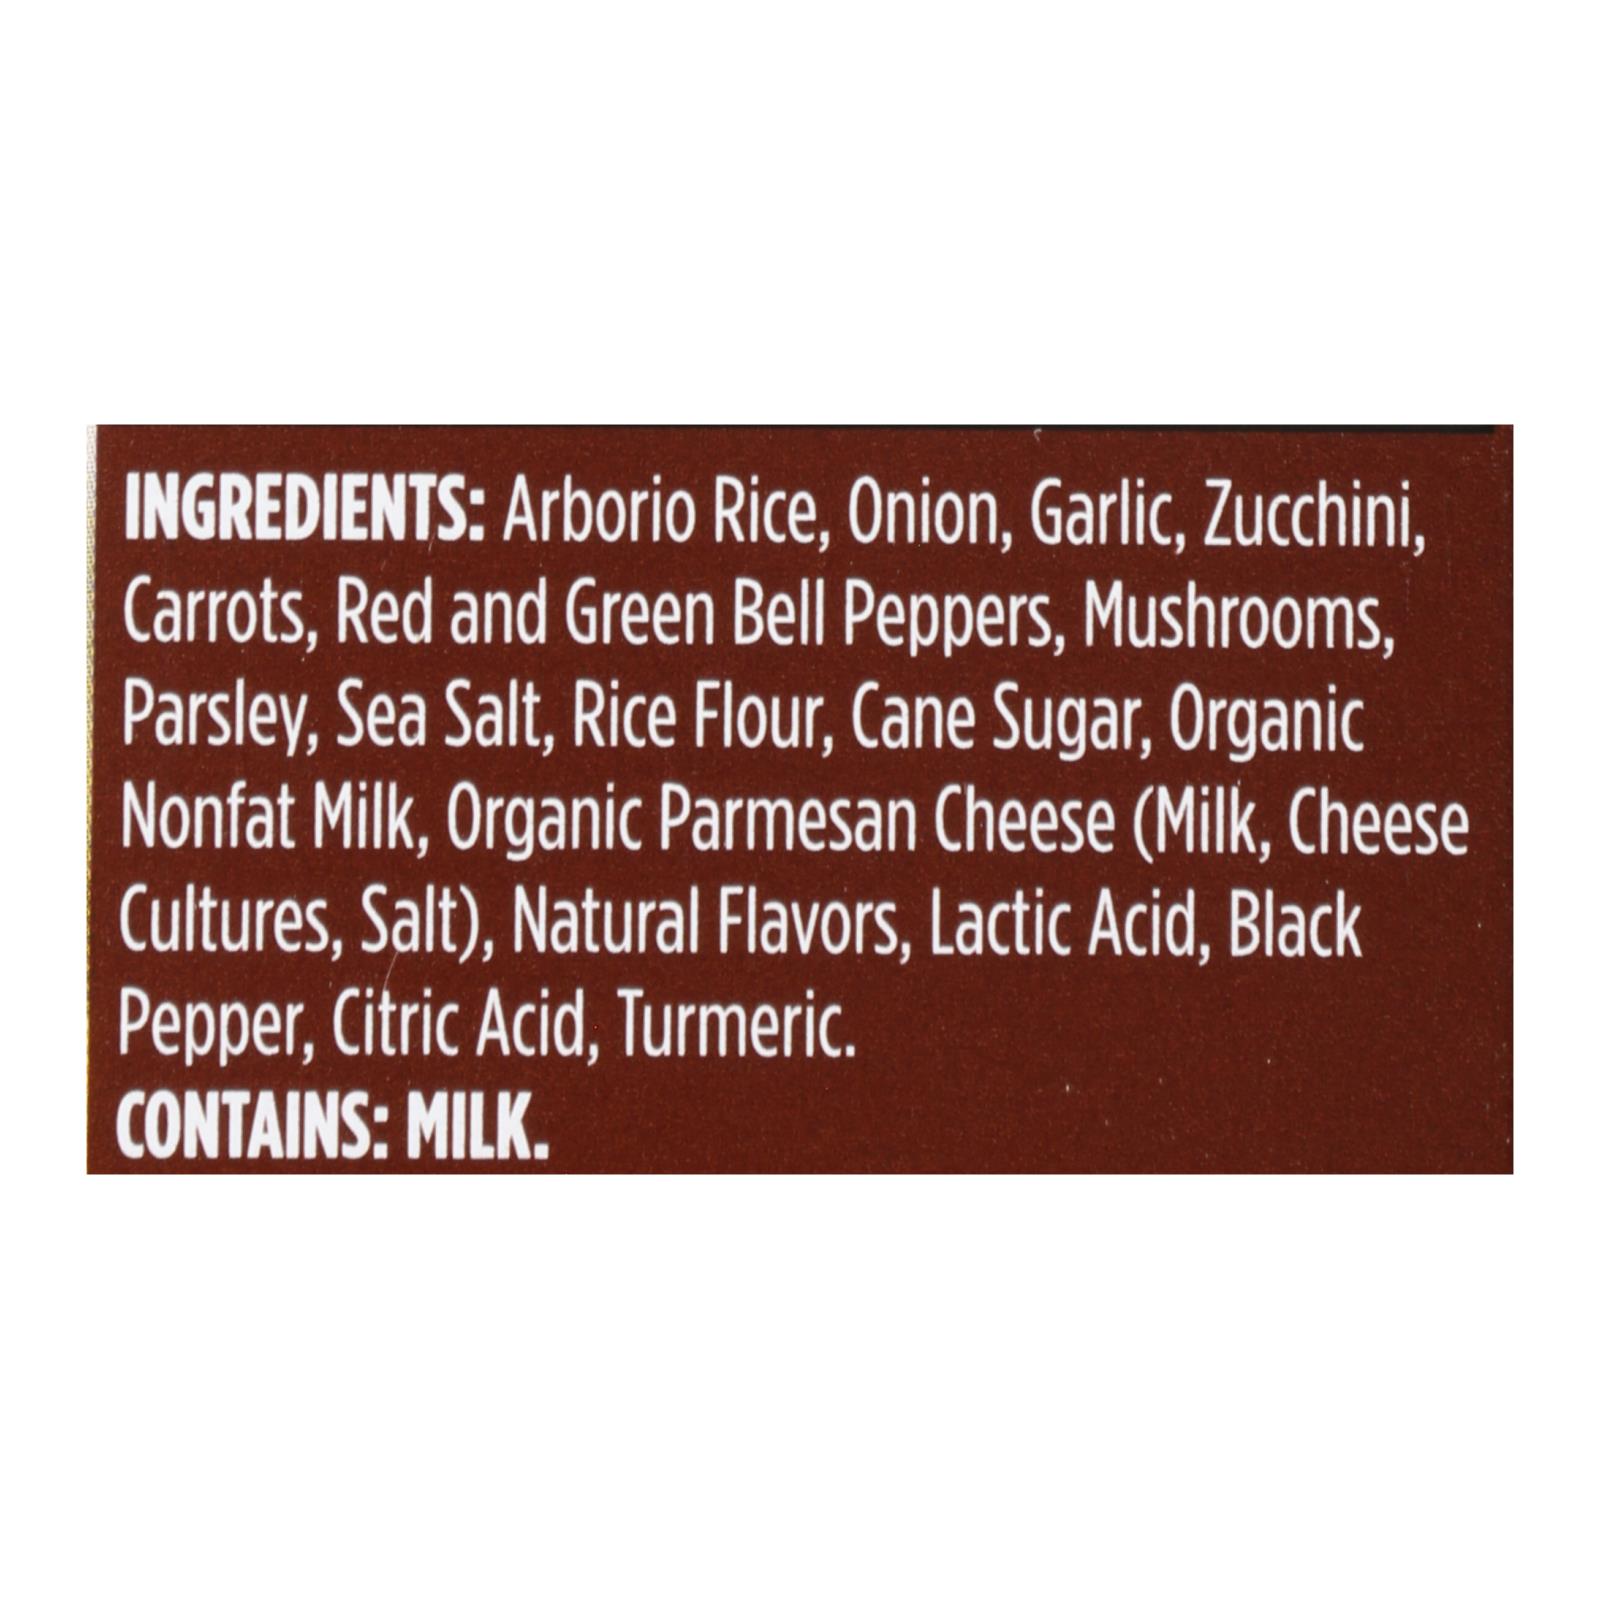 INGREDIENTS: Arborio Rice, Onion, Garlic, Zucchini,
Carrots, Red and Green Bell Peppers, Mushrooms,
Parsley, Sea Salt, Rice Flour, Cane Sugar, Organic
Nonfat Milk, Organic Parmesan Cheese (Milk, Cheese
Cultures, Salt), Natural Flavors, Lactic Acid, Black
Pepper, Citric Acid, Turmeric.
CONTAINS: MILK.